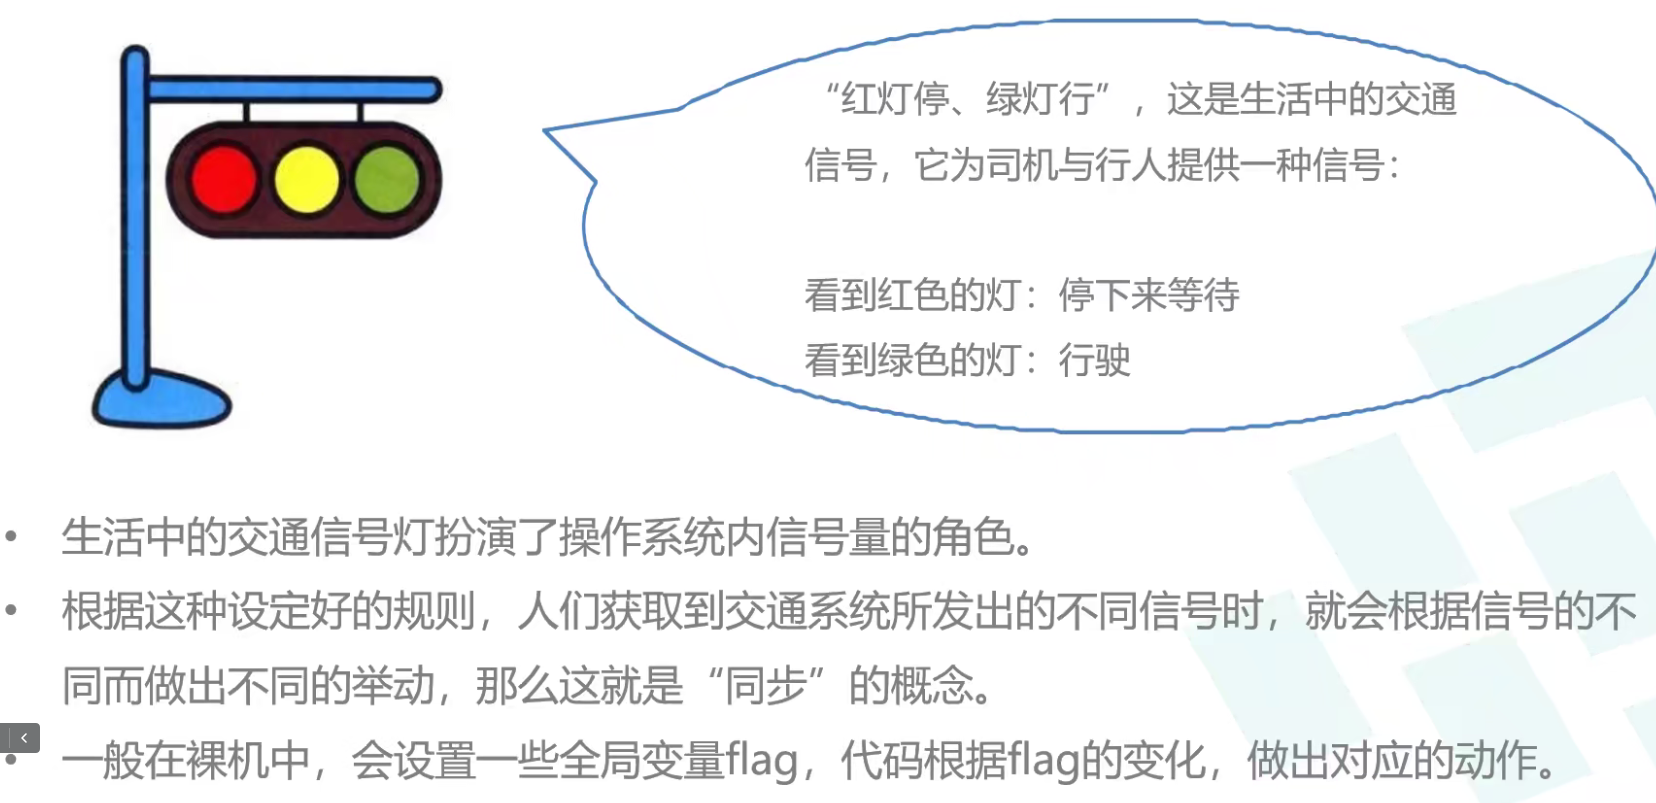 “红灯停、绿灯行”，这是生活中的交通
信号，它为司机与行人提供一种信号：
看到红色的灯：停下来等待
看到绿色的灯：行驶
• 生活中的交通信号灯扮演了操作系统内信号量的角色。
• 根据这种设定好的规则，人们获取到交通系统所发出的不同信号时，就会根据信号的不
同而做出不同的举动，那么这就是“同步”的概念。
• 一般在裸机中，会设置一些全局变量flag，代码根据flag的变化，做出对应的动作。